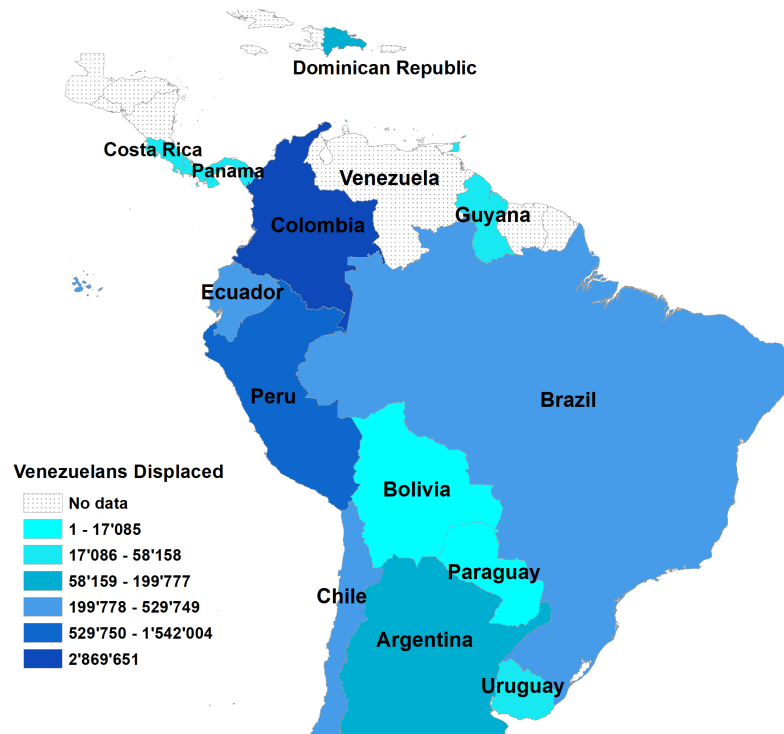 Dominican Republic
Costa Rica
Panama
Venezuela
Guyana
Colombia
Ecuador
Peru
Brazil
Venezuelans Displaced
No data
1 - 17'085
17'086 - 58'158
58'159 - 199'777
199'778 - 529'749
529'750 - 1'542'004
2'869'651
Bolivia
Paraguay
Chile
Argentina
Uruguay